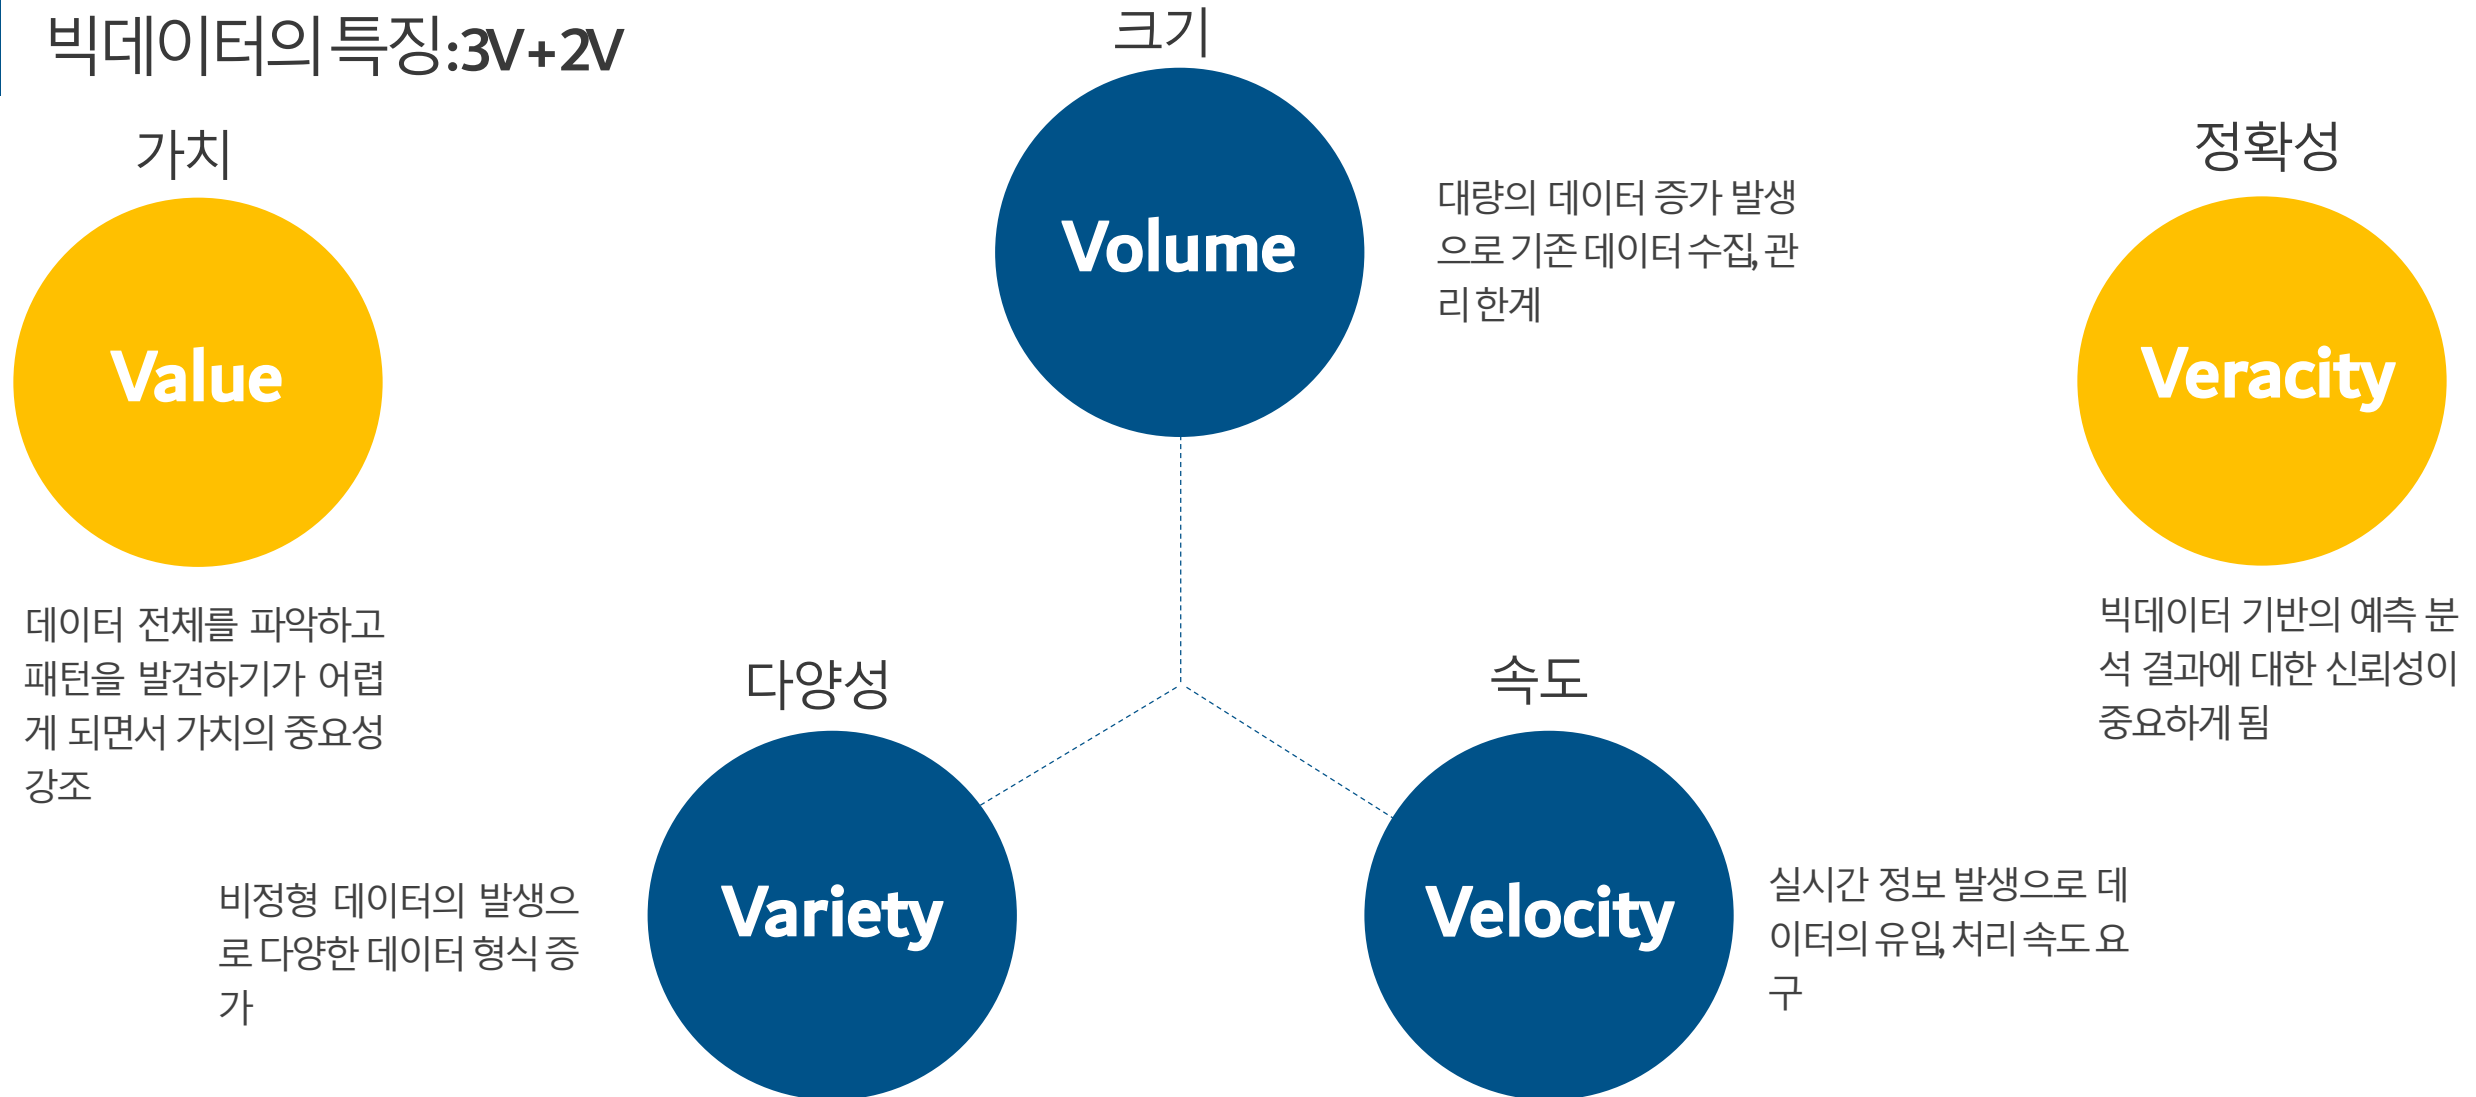 빅데이터의 특징:3V+2V
크기
Volume
대량의 데이터 증가 발생
으로 기존 데이터 수집, 관
리 한계
가치
Value
데이터 전체를 파악하고
패턴을 발견하기가 어렵
게 되면서 가치의 중요성
강조
정확성
Veracity
빅데이터 기반의 예측 분
석 결과에 대한 신뢰성이
중요하게 됨
다양성
Variety
비정형 데이터의 발생으
로 다양한 데이터 형식 증
가
속도
Velocity
실시간 정보 발생으로 데
이터의 유입, 처리 속도 요
구